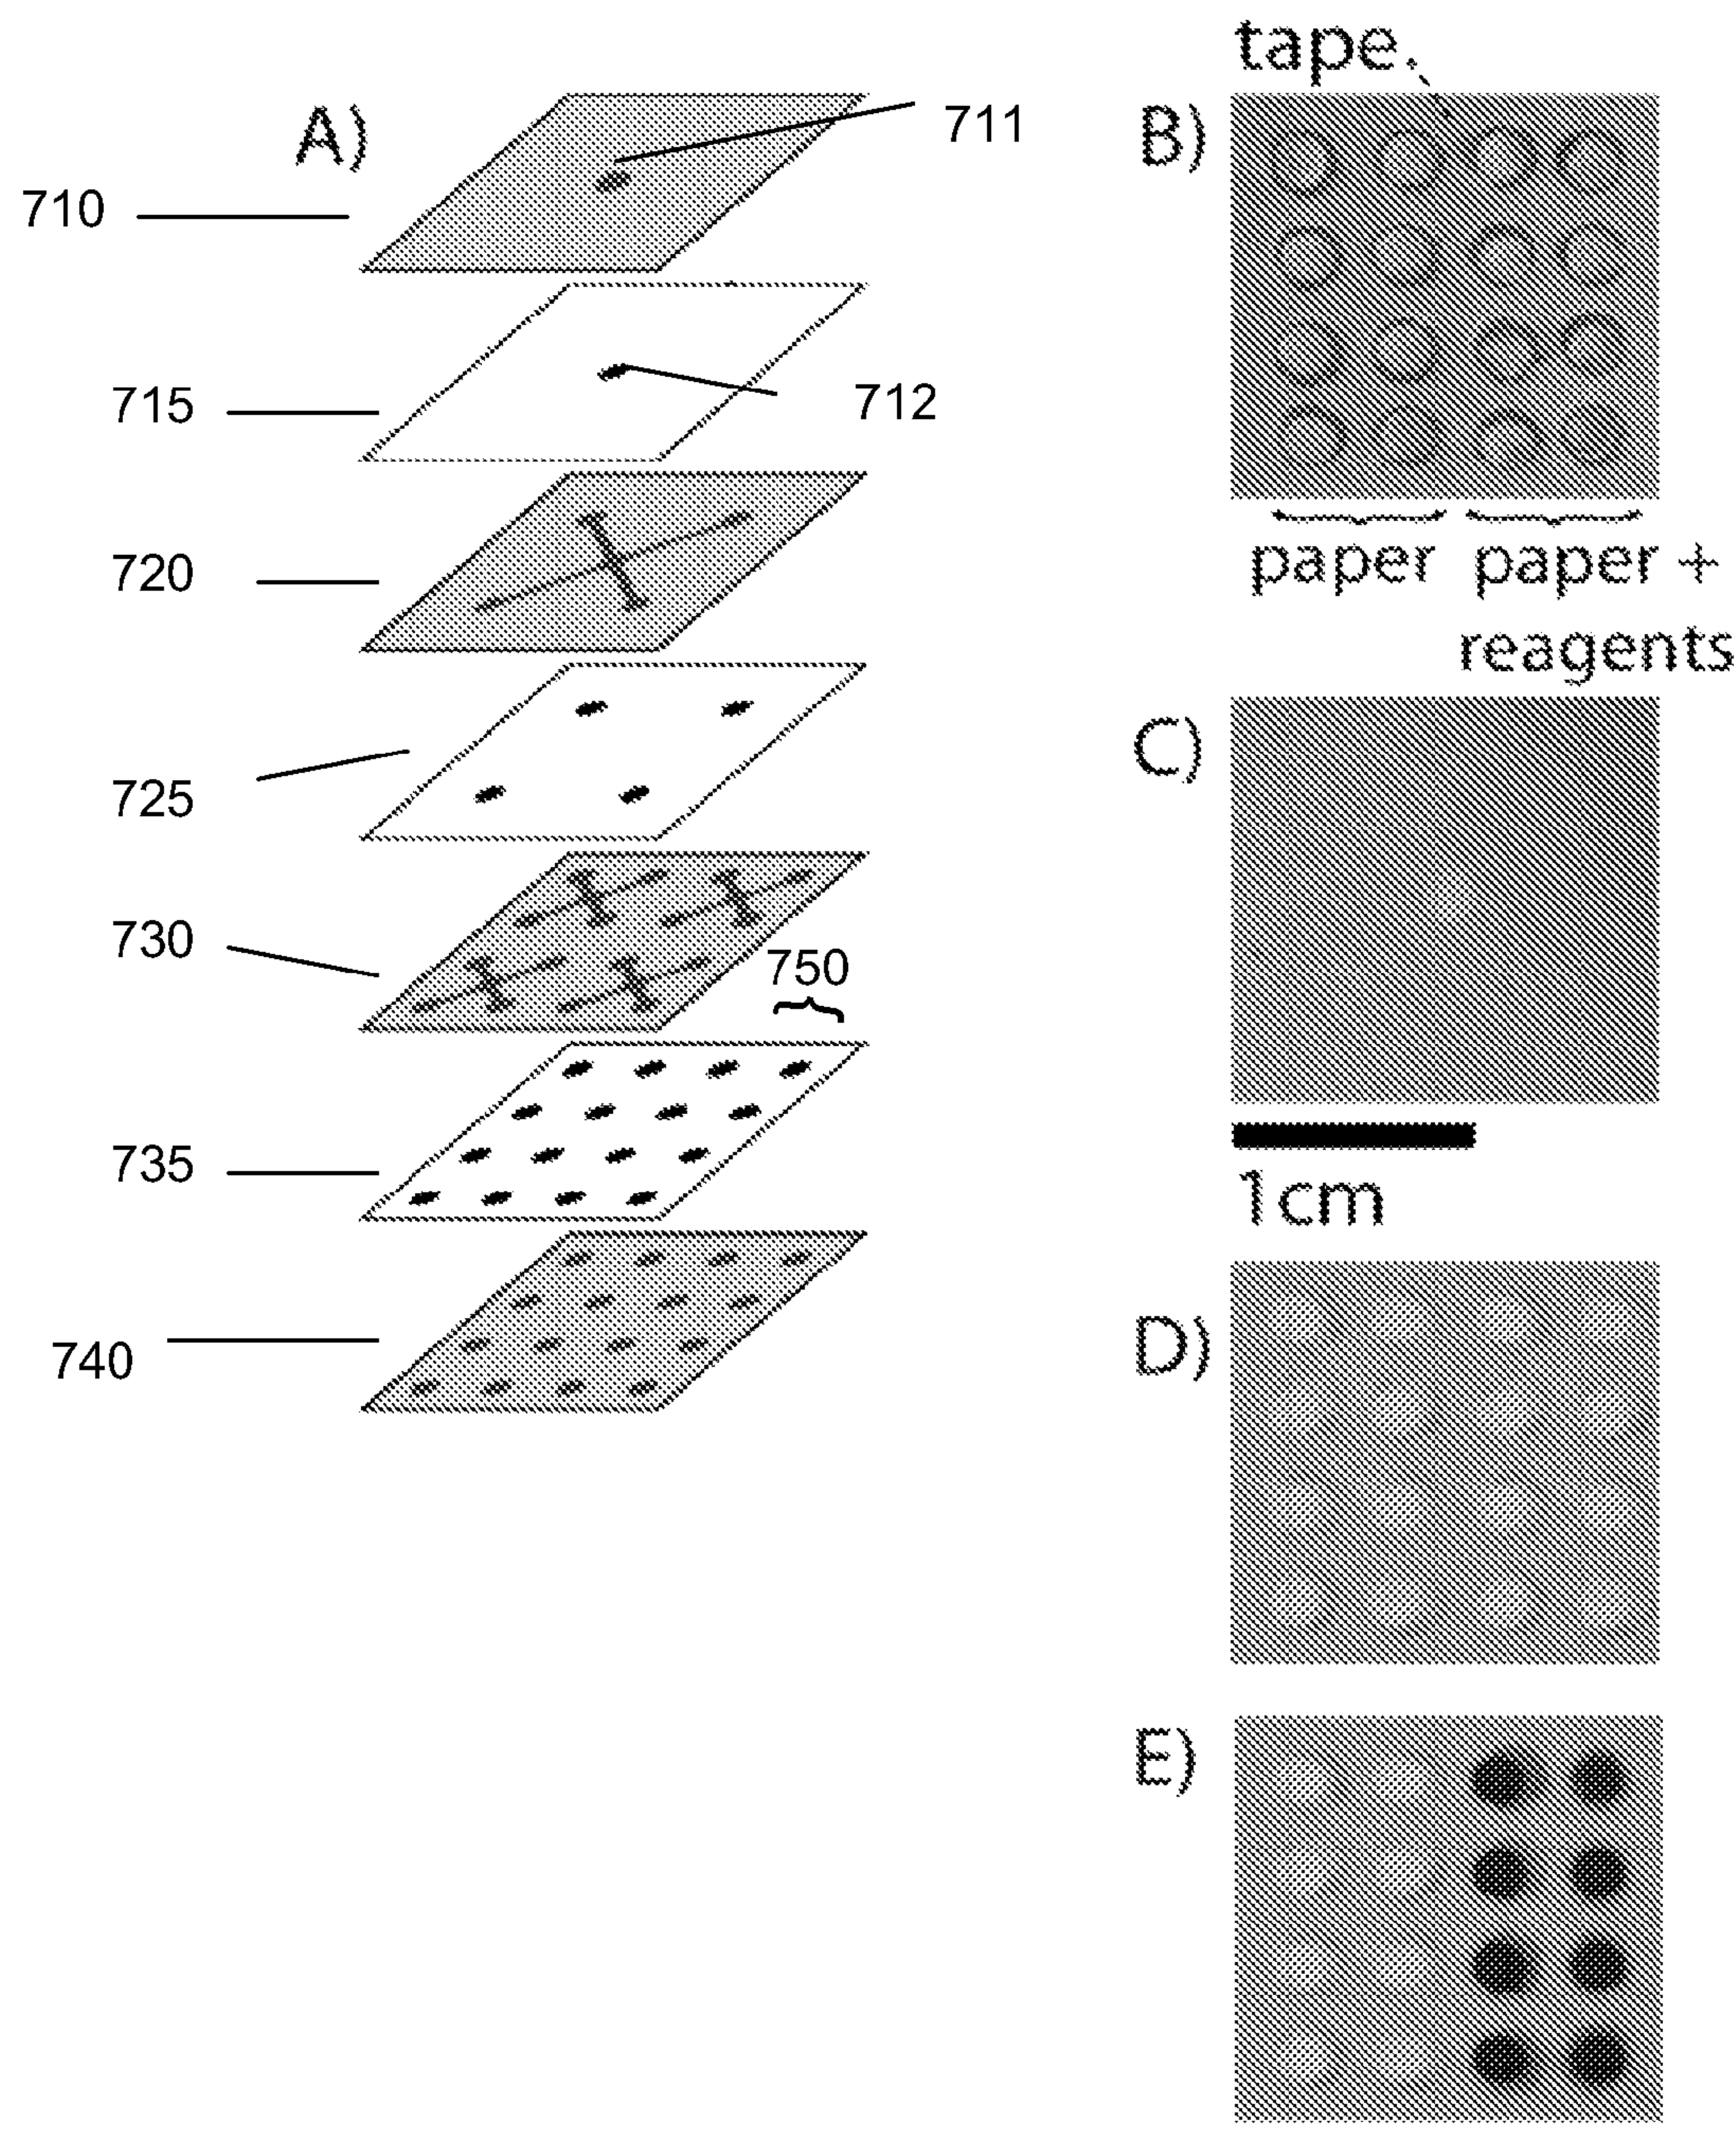 A)
710
711
715
712
720
725
730
750
735
740
tape
B)
paper
paper +
reagents
C)
1cm
D)
E)